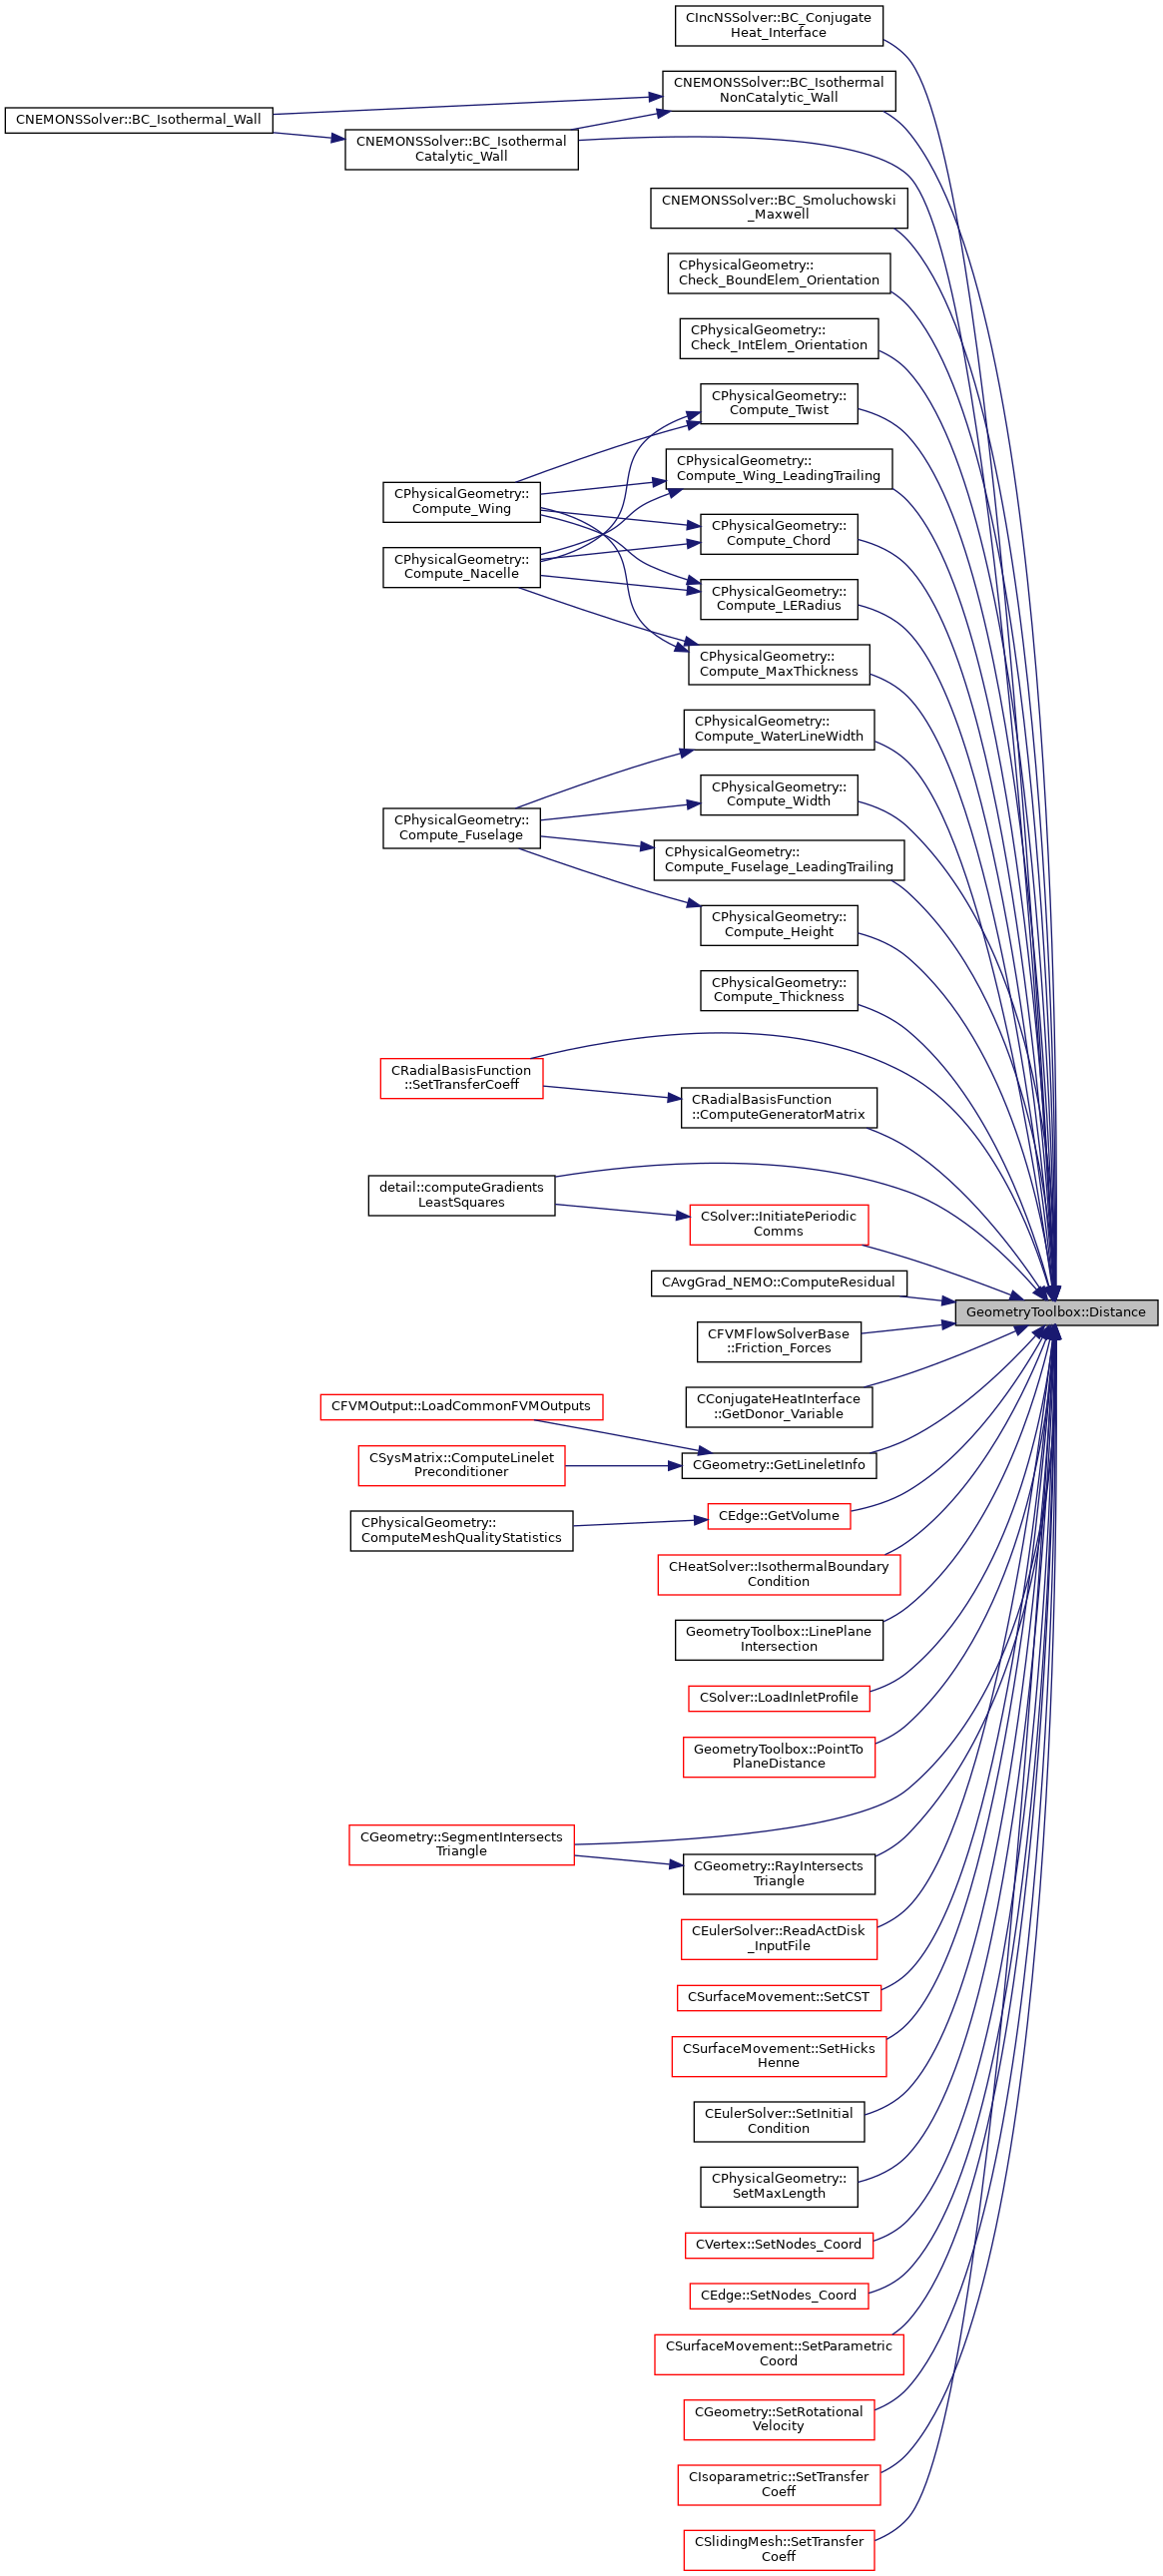 CIncNSSolver::BC_Conjugate
Heat_Interface
CNEMONSSolver::BC_Isothermal
NonCatalytic_Wall
CNEMONSSolver::BC_Isothermal_Wall
CNEMONSSolver::BC_Isothermal
Catalytic_Wall
CNEMONSSolver::BC_Smoluchowski
_Maxwell
CPhysicalGeometry::
Check_BoundElem_Orientation
CPhysicalGeometry::
Check_IntElem_Orientation
CPhysicalGeometry::
Compute_Twist
CPhysicalGeometry::
Compute_Wing_LeadingTrailing
CPhysicalGeometry::
Compute_Wing
CPhysicalGeometry::
Compute_Chord
CPhysicalGeometry::
Compute_Nacelle
CPhysicalGeometry::
Compute_LERadius
CPhysicalGeometry::
Compute_MaxThickness
CPhysicalGeometry::
Compute_WaterLineWidth
CPhysicalGeometry::
Compute_Width
CPhysicalGeometry::
Compute_Fuselage
CPhysicalGeometry::
Compute_Fuselage_LeadingTrailing
CPhysicalGeometry::
Compute_Height
CPhysicalGeometry::
Compute_Thickness
CRadialBasisFunction
::SetTransferCoeff
CRadialBasisFunction
::ComputeGeneratorMatrix
detail::computeGradients
LeastSquares
CSolver::InitiatePeriodic
Comms
CAvgGrad_NEMO::ComputeResidual
GeometryToolbox::Distance
CFVMFlowSolverBase
::Friction_Forces
CConjugateHeatInterface
::GetDonor_Variable
CFVMOutput::LoadCommonFVMOutputs
CSysMatrix::ComputeLinelet
Preconditioner
CGeometry::GetLineletInfo
CEdge::GetVolume
CPhysicalGeometry::
ComputeMeshQualityStatistics
CHeatSolver::IsothermalBoundary
Condition
GeometryToolbox::LinePlane
Intersection
CSolver::LoadInletProfile
GeometryToolbox::PointTo
PlaneDistance
CGeometry::SegmentIntersects
Triangle
CGeometry::RayIntersects
Triangle
CEulerSolver::ReadActDisk
_InputFile
CSurfaceMovement::SetCST
CSurfaceMovement::SetHicks
Henne
CEulerSolver::SetInitial
Condition
CPhysicalGeometry::
SetMaxLength
CVertex::SetNodes_Coord
CEdge::SetNodes_Coord
CSurfaceMovement::SetParametric
Coord
CGeometry::SetRotational
Velocity
CIsoparametric::SetTransfer
Coeff
CSlidingMesh::SetTransfer
Coeff